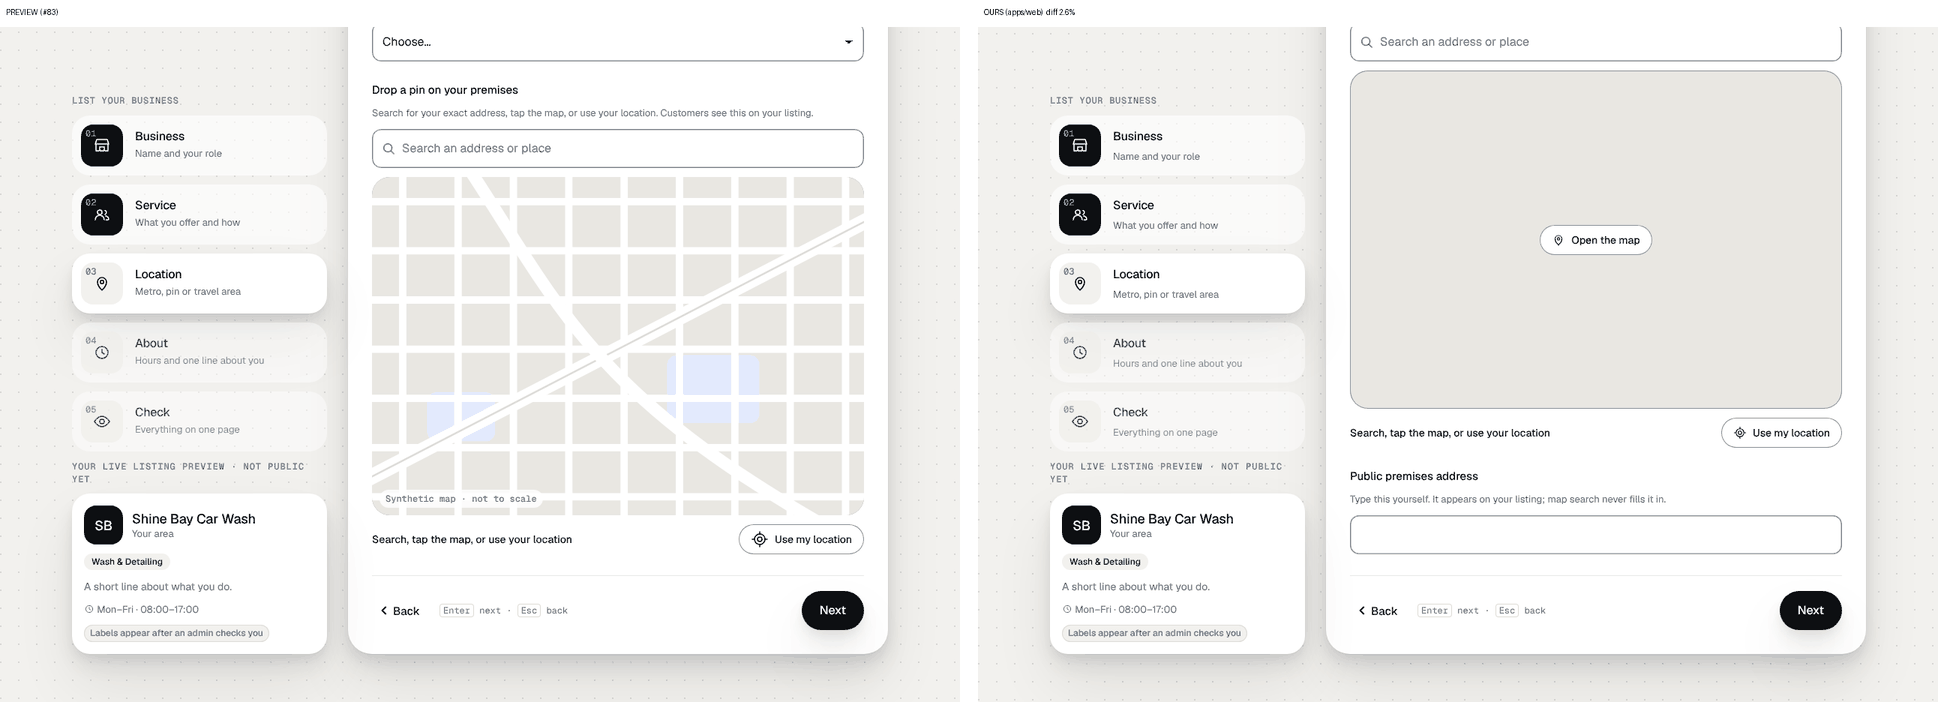 PREVIEW (#83)
Choose...
LIST YOUR BUSINESS
01
Business
Name and your role
02
Service
What you offer and how
03
Location
Metro, pin or travel area
04
About
Hours and one line about you
05
Check
Everything on one page
YOUR LIVE LISTING PREVIEW · NOT PUBLIC
YET
SB
Shine Bay Car Wash
Your area
Wash & Detailing
A short line about what you do.
Mon–Fri · 08:00–17:00
Labels appear after an admin checks you
Drop a pin on your premises
Search for your exact address, tap the map, or use your location. Customers see this on your listing.
Search an address or place
Synthetic map · not to scale
Search, tap the map, or use your location
Use my location
Back
Enter next · Esc back
Next
OURS (apps/web) diff 2.6%
LIST YOUR BUSINESS
01
Business
Name and your role
02
Service
What you offer and how
03
Location
Metro, pin or travel area
04
About
Hours and one line about you
05
Check
Everything on one page
YOUR LIVE LISTING PREVIEW · NOT PUBLIC
YET
SB
Shine Bay Car Wash
Your area
Wash & Detailing
A short line about what you do.
Mon–Fri · 08:00–17:00
Labels appear after an admin checks you
Search an address or place
Open the map
Search, tap the map, or use your location
Use my location
Public premises address
Type this yourself. It appears on your listing; map search never fills it in.
Back
Enter next · Esc back
Next